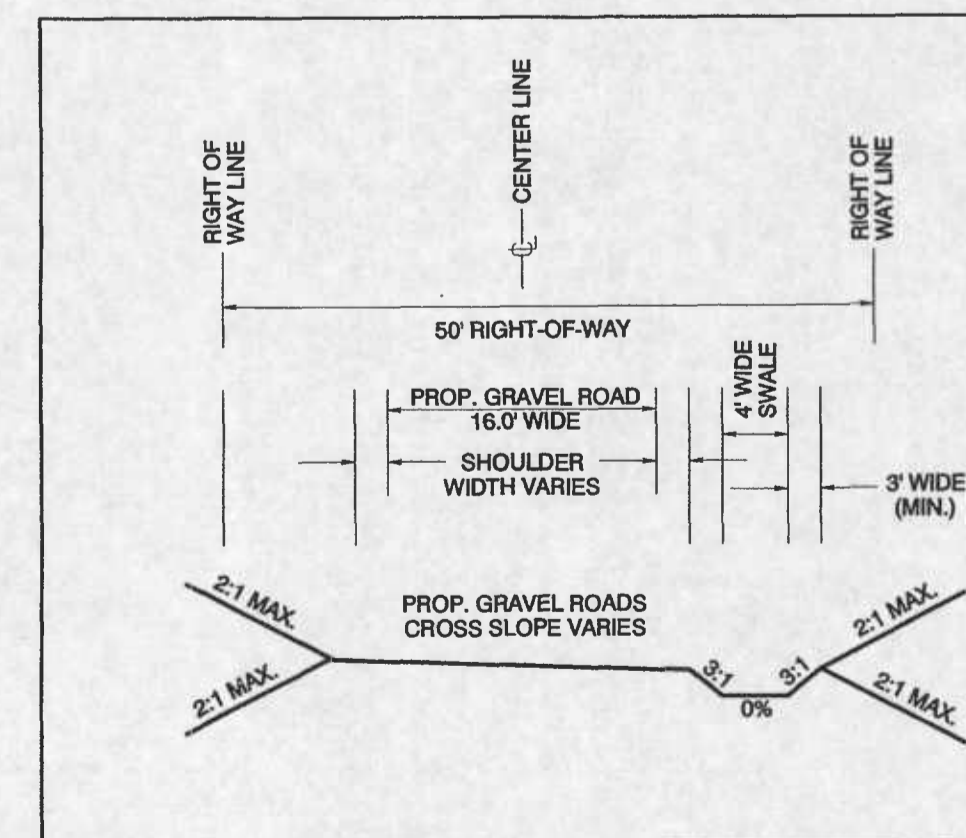 RIGHT OF
WAY LINE
CENTER LINE
RIGHT OF
WAY LINE
50' RIGHT-OF-WAY
PROP. GRAVEL ROAD
16.0' WIDE
4' WIDE
SWALE
SHOULDER
WIDTH VARIES
3' WIDE
(MIN.)
2:1 MAX.
2:1 MAX.
PROP. GRAVEL ROADS
CROSS SLOPE VARIES
3:1
0%
3:1
2:1 MAX.
2:1 MAX.